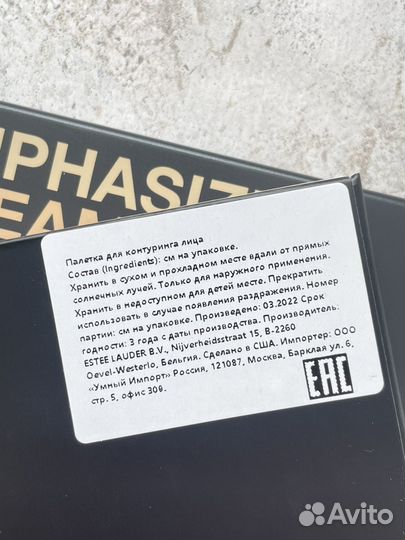 Палетка для контуринга лица
Состав (Ingredients): см на упаковке.
Хранить в сухом и прохладном месте вдали от прямых
солнечных лучей. Только для наружного применения.
Хранить в недоступном для детей месте. Прекратить
использовать в случае появления раздражения. Номер
партии: см на упаковке. Произведено: 03.2022 Срок
годности: 3 года с даты производства. Производитель:
ESTEE LAUDER B.V., Nijverheidsstraat 15, B-2260
Oevel-Westerlo, Бельгия. Сделано в США. Импортер: ООО
«Умный Импорт» Россия, 121087, Москва, Барклая ул. 6,
стр. 5, офис 309.
EAC
Avito